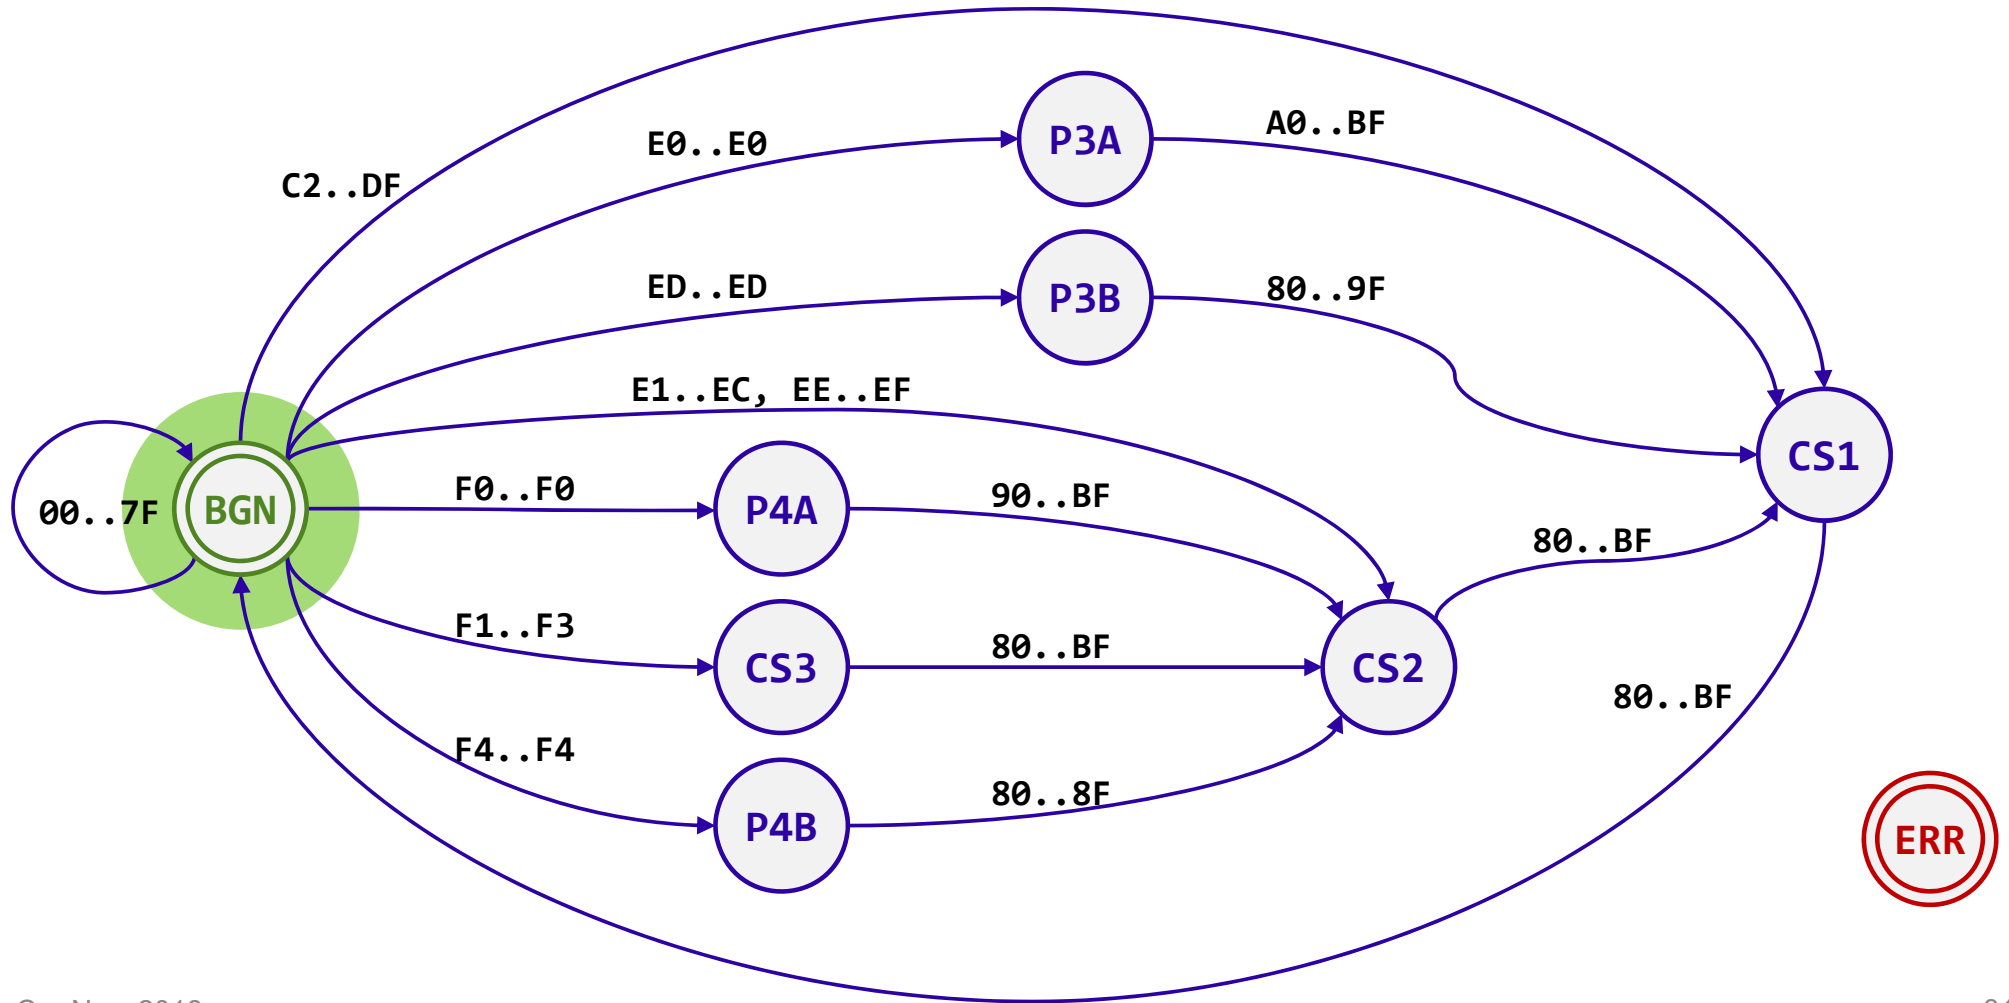 C2..DF
E0..E0
P3A
A0..BF
ED..ED
P3B
80..9F
E1..EC, EE..EF
00..7F
BGN
F0..F0
P4A
90..BF
CS1
80..BF
F1..F3
CS3
80..BF
CS2
80..BF
F4..F4
P4B
80..8F
ERR